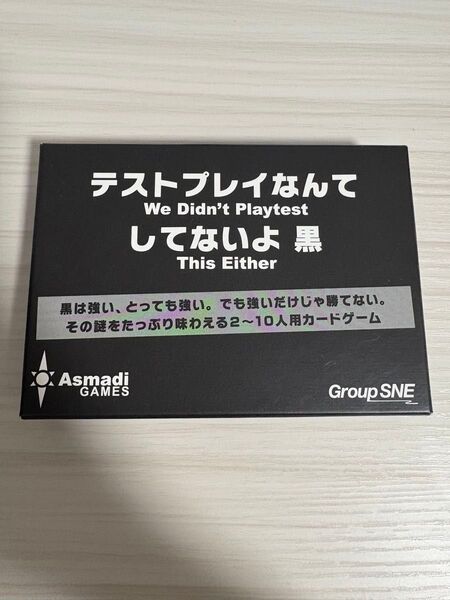 テストプレイなんて
We Didn't Playtest
してないよ 黒
This Either
黒は強い、とっても強い。でも強いだけじゃ勝てない。
その謎をたっぷり味わえる2〜10人用カードゲーム
Asmadi
GAMES
Group SNE